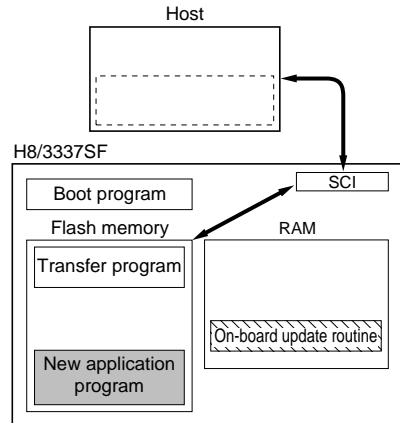 Host
H8/3337SF
SCI
Boot program
Flash memory
RAM
Transfer program
On-board update routine
New application
program